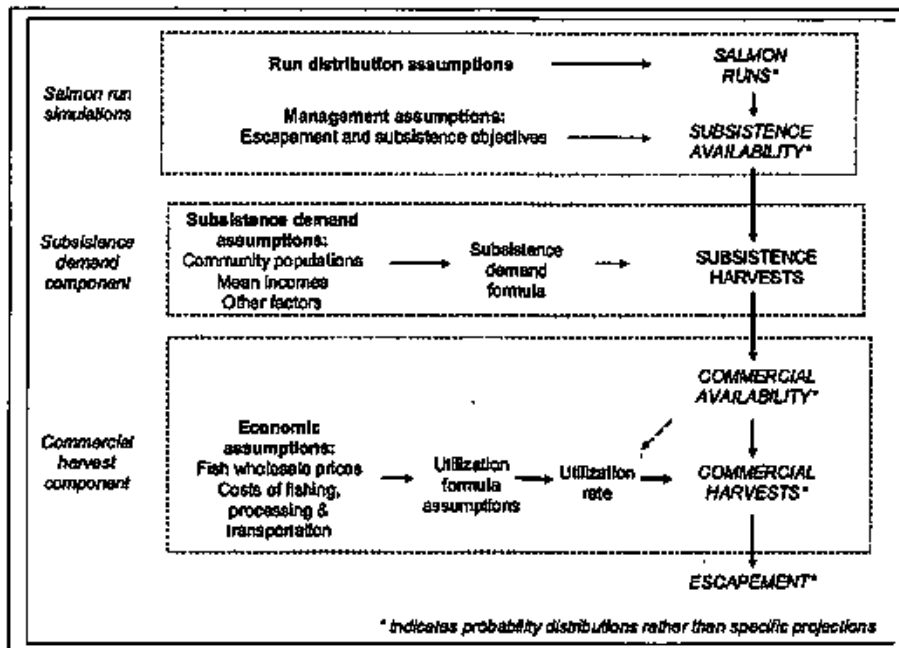 Salmon run
simulations
Run distribution assumptions
SALMON
RUNS*
Management assumptions:
Escapement and subsistence objectives
SUBSISTENCE
AVAILABILITY*
Subsistence
demand
component
Subsistence demand
assumptions:
Community populations
Mean incomes
Other factors
Subsistence
demand
formula
SUBSISTENCE
HARVESTS
Commercial
harvest
component
COMMERCIAL
AVAILABILITY*
Economic
assumptions:
Fish wholesale prices
Costs of fishing,
processing &
transportation
Utilization
formula
assumptions
Utilization
rate
COMMERCIAL
HARVESTS*
ESCAPEMENT*
* Indicates probability distributions rather than specific projections